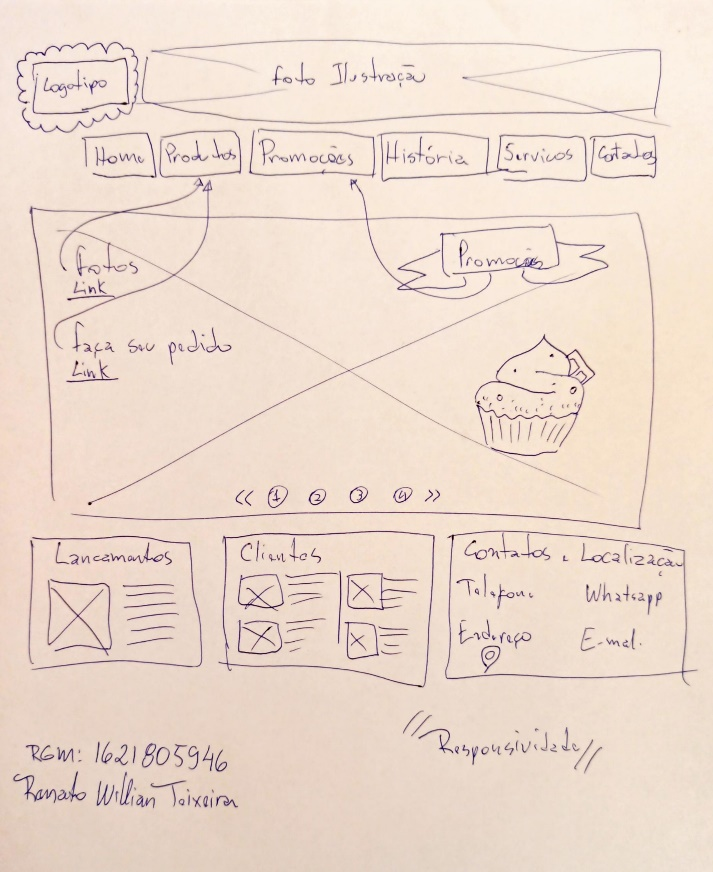 Logotipo
foto Ilustração
Home Produtos Promoções História Serviços Contatos
fotos
Link
Promoções
faça seu pedido
Link
<< 1 2 3 4 >>
Lançamentos
Clientes
Contatos e Localização
Telefone Whatsapp
Endereço E-mail
RGM: 1621805946
Renato Willian Teixeira
"Responsividade//